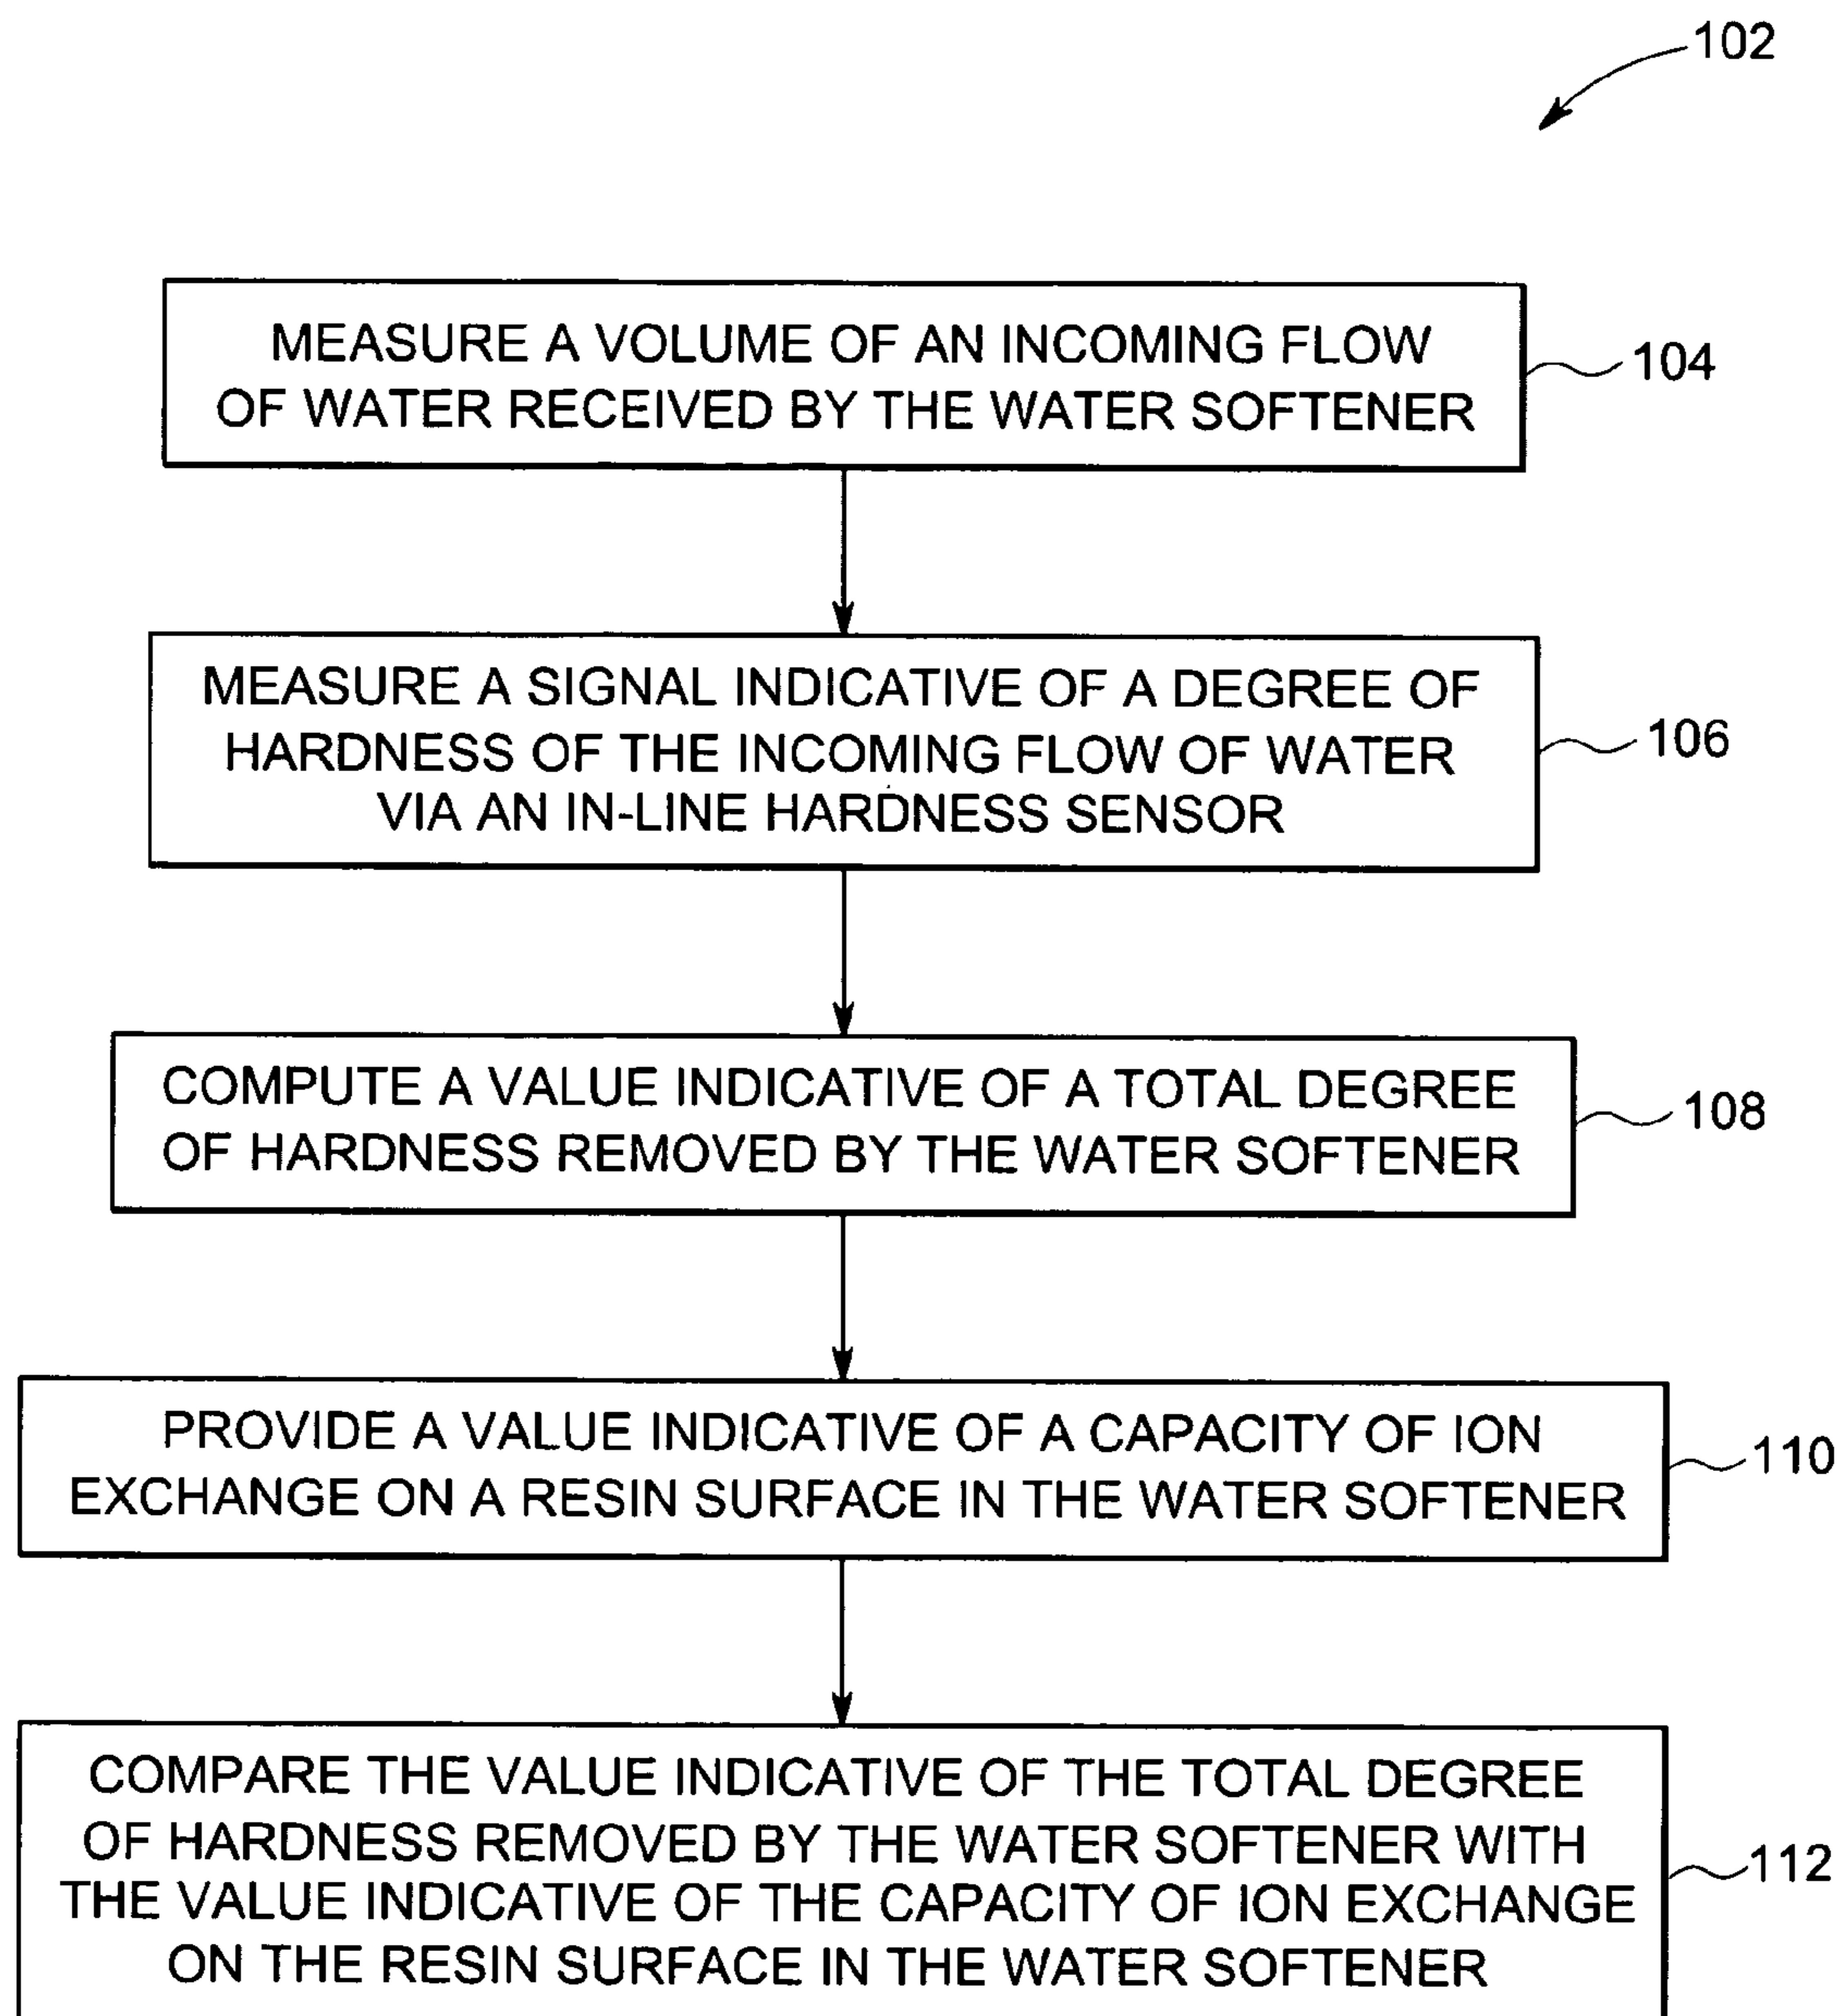 102
MEASURE A VOLUME OF AN INCOMING FLOW
OF WATER RECEIVED BY THE WATER SOFTENER
104
MEASURE A SIGNAL INDICATIVE OF A DEGREE OF
HARDNESS OF THE INCOMING FLOW OF WATER
VIA AN IN-LINE HARDNESS SENSOR
106
COMPUTE A VALUE INDICATIVE OF A TOTAL DEGREE
OF HARDNESS REMOVED BY THE WATER SOFTENER
108
PROVIDE A VALUE INDICATIVE OF A CAPACITY OF ION
EXCHANGE ON A RESIN SURFACE IN THE WATER SOFTENER
110
COMPARE THE VALUE INDICATIVE OF THE TOTAL DEGREE
OF HARDNESS REMOVED BY THE WATER SOFTENER WITH
THE VALUE INDICATIVE OF THE CAPACITY OF ION EXCHANGE
ON THE RESIN SURFACE IN THE WATER SOFTENER
112